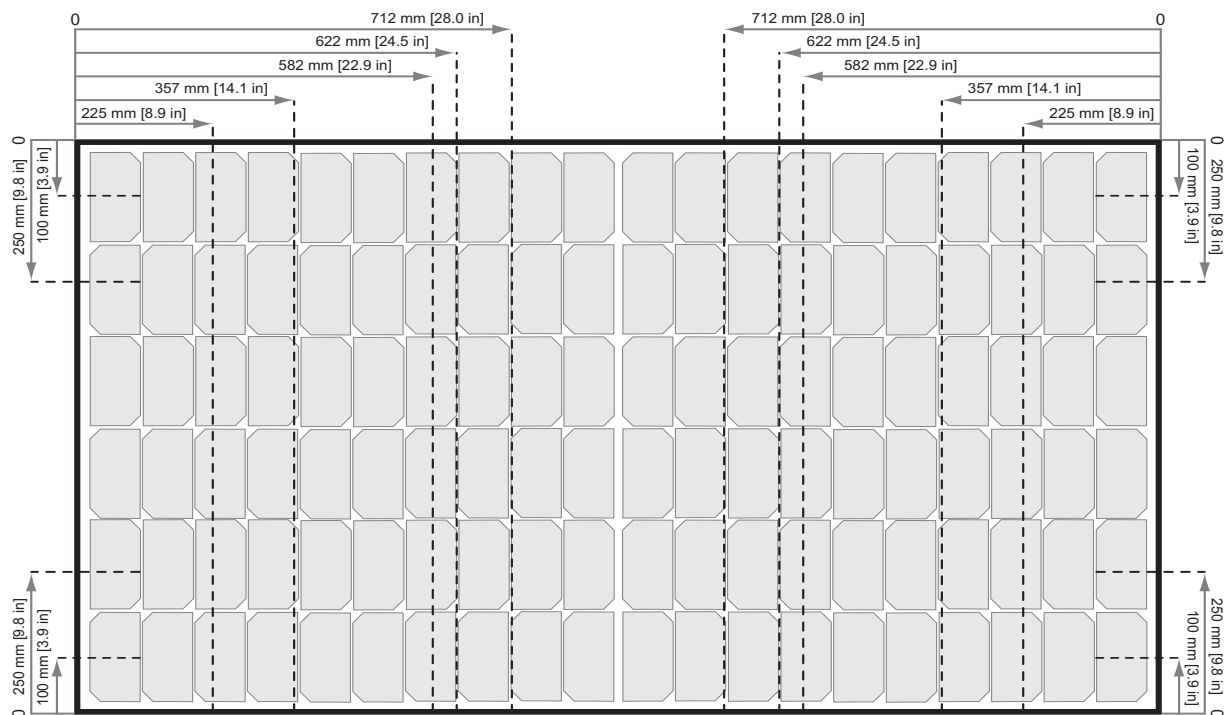 0
712 mm [28.0 in]
712 mm [28.0 in]
0
622 mm [24.5 in]
622 mm [24.5 in]
582 mm [22.9 in]
582 mm [22.9 in]
357 mm [14.1 in]
357 mm [14.1 in]
225 mm [8.9 in]
225 mm [8.9 in]
0
250 mm [9.8 in]
100 mm [3.9 in]
0
100 mm [3.9 in]
250 mm [9.8 in]
250 mm [9.8 in]
100 mm [3.9 in]
0
100 mm [3.9 in]
250 mm [9.8 in]
0